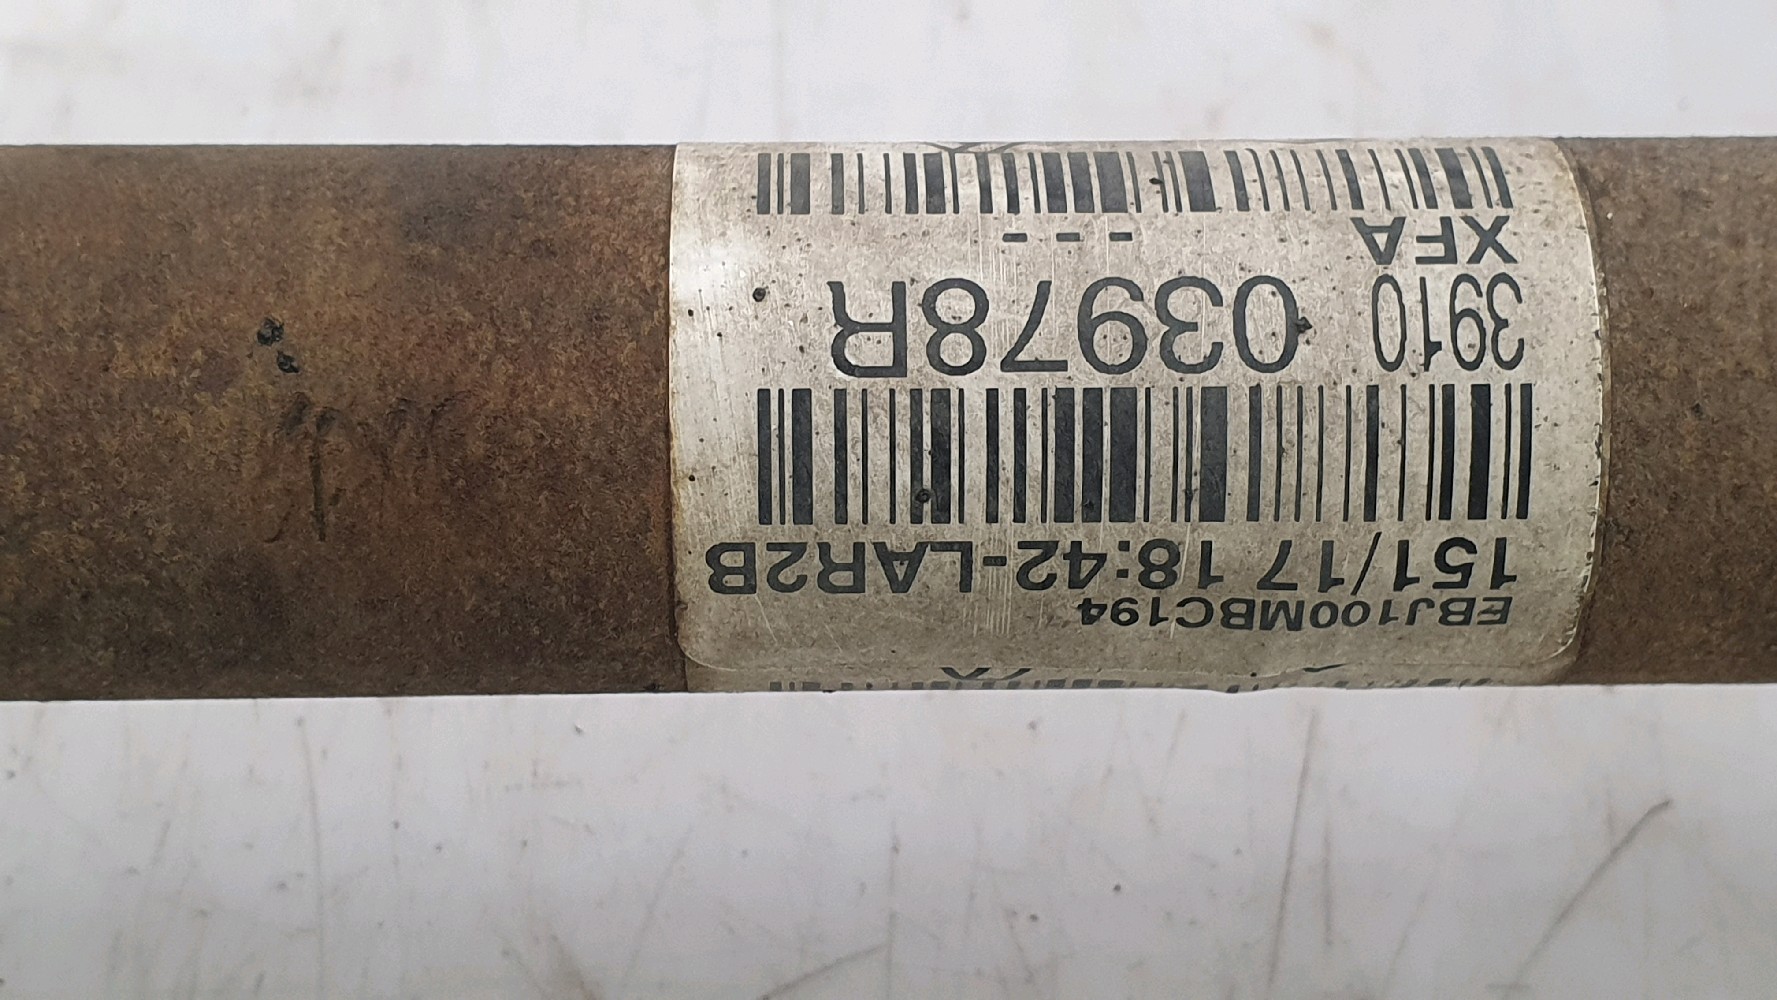 EBJ100MBC194
151/17 18:42-LAR2B
3910 03978R
XFA ---